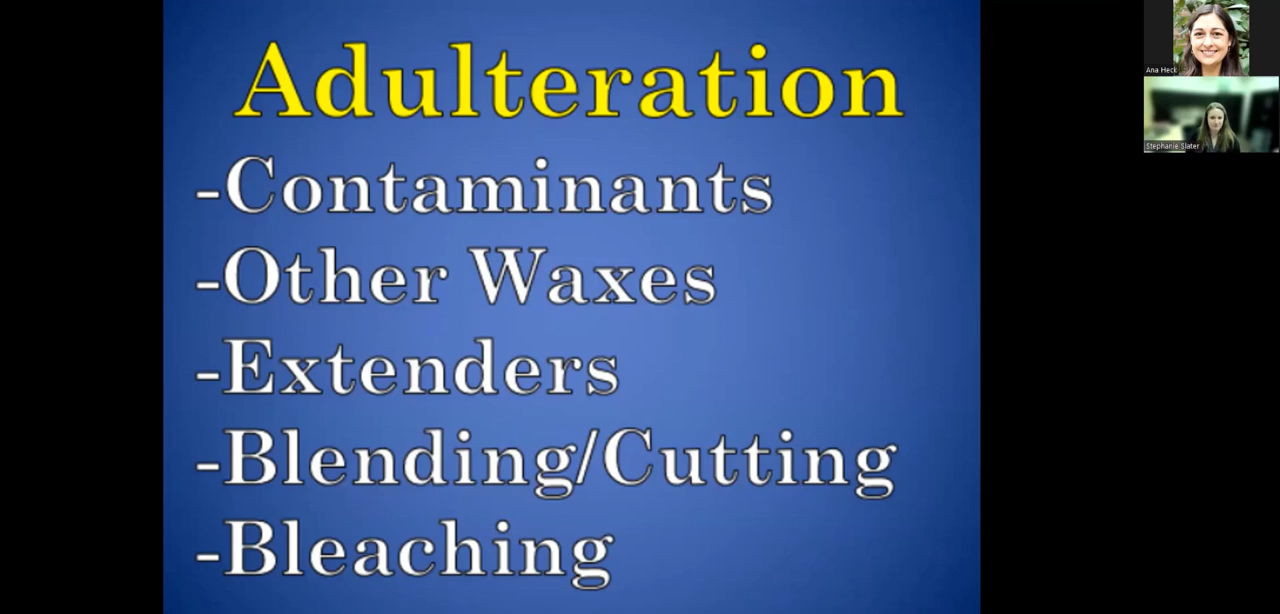 Adulteration
-Contaminants
-Other Waxes
-Extenders
-Blending/Cutting
-Bleaching
Ana Heck
Stephanie Slater